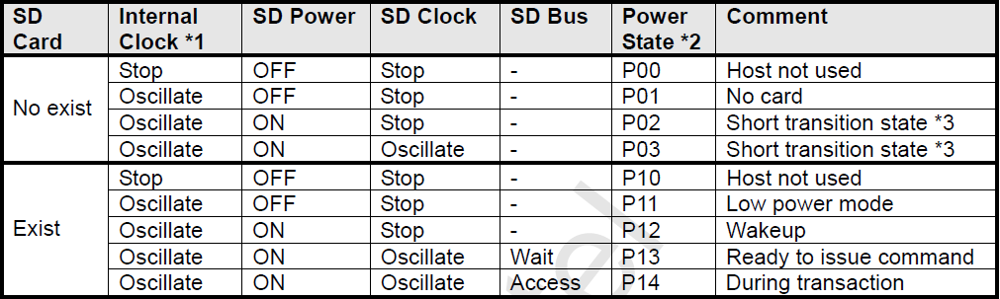 SD Card Internal Clock *1 SD Power SD Clock SD Bus Power State *2 Comment
No exist Stop OFF Stop - P00 Host not used
Oscillate OFF Stop - P01 No card
Oscillate ON Stop - P02 Short transition state *3
Oscillate ON Oscillate - P03 Short transition state *3
Exist Stop OFF Stop - P10 Host not used
Oscillate OFF Stop - P11 Low power mode
Oscillate ON Stop - P12 Wakeup
Oscillate ON Oscillate Wait P13 Ready to issue command
Oscillate ON Oscillate Access P14 During transaction